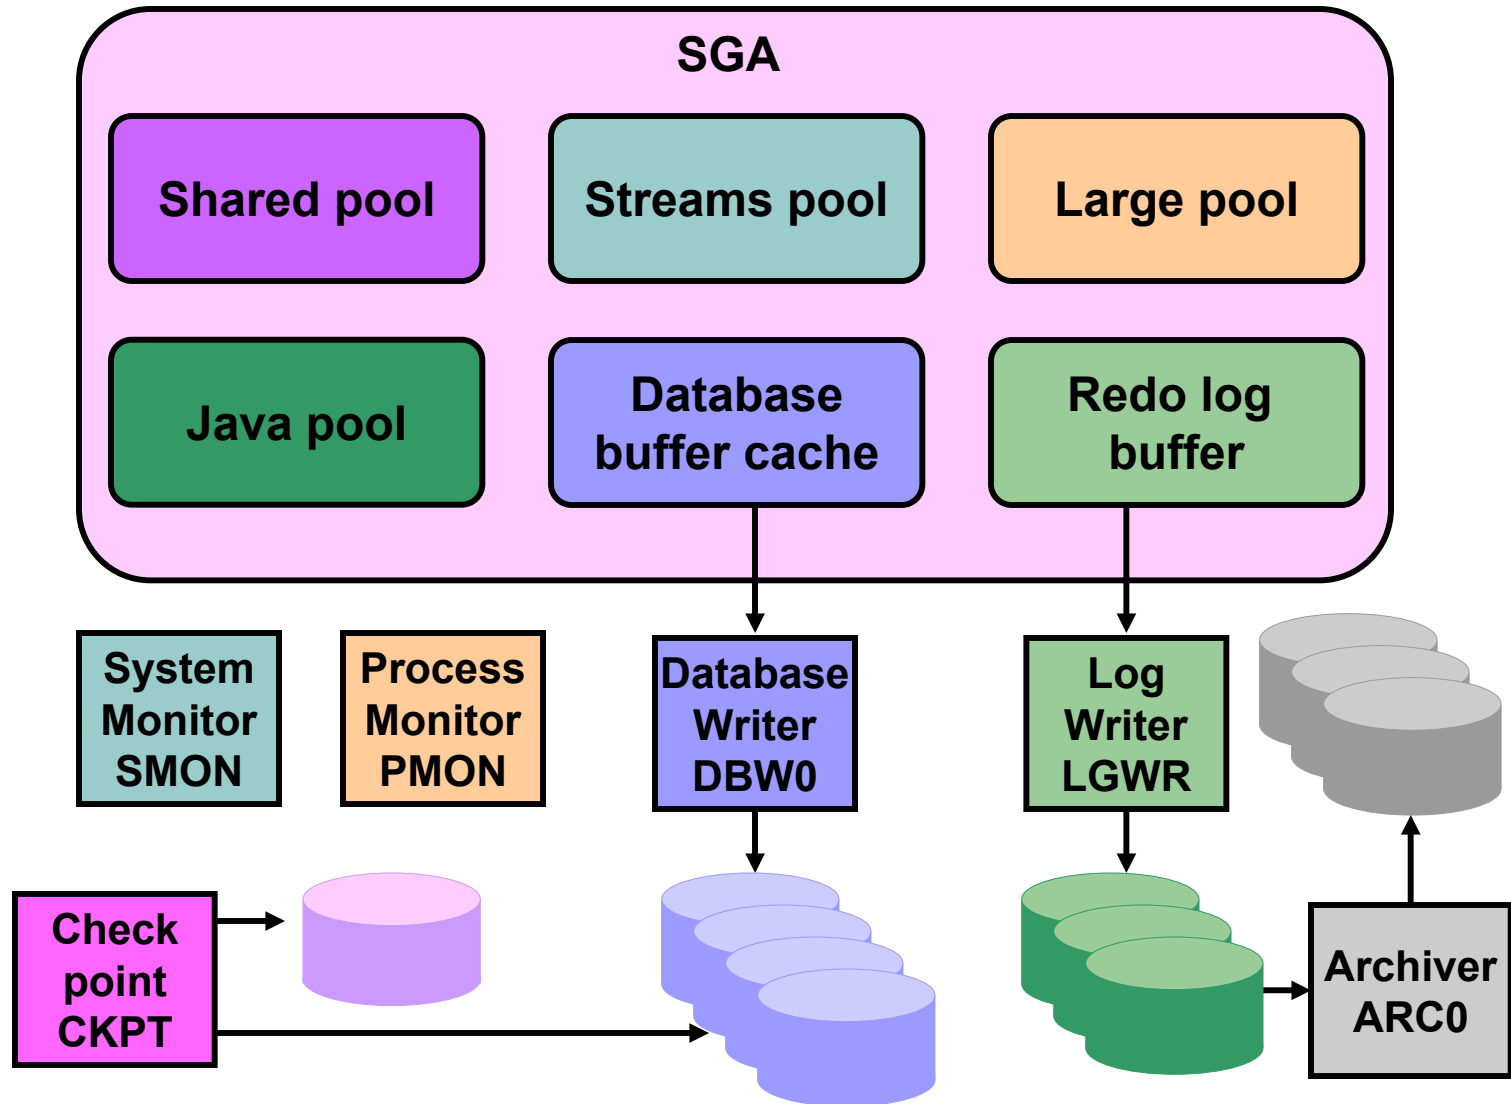 SGA
Shared pool
Streams pool
Large pool
Java pool
Database
buffer cache
Redo log
buffer
System
Monitor
SMON
Process
Monitor
PMON
Database
Writer
DBW0
Log
Writer
LGWR
Check
point
CKPT
Archiver
ARC0